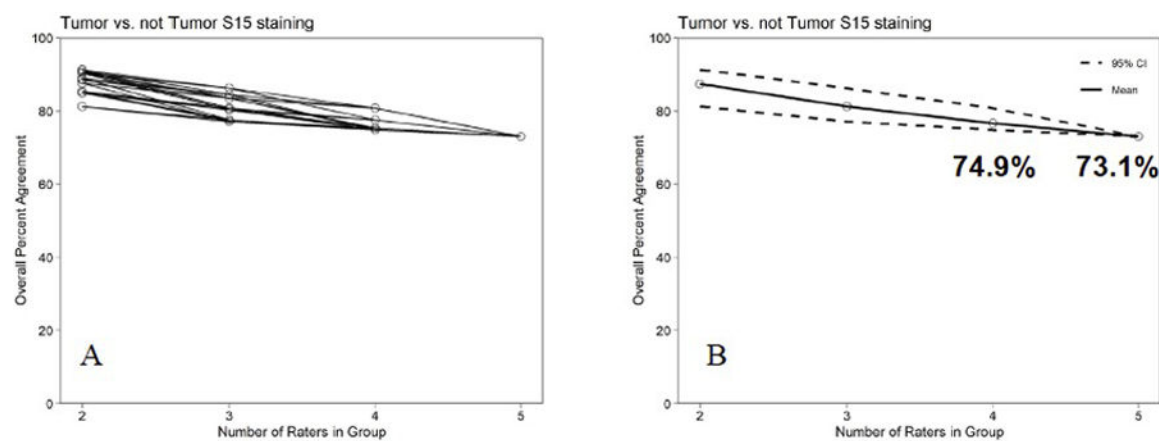 Tumor vs. not Tumor S15 staining
100
80
60
40
20
0
Overall Percent Agreement
A
2
3
4
5
Number of Raters in Group
Tumor vs. not Tumor S15 staining
100
80
60
40
20
0
Overall Percent Agreement
95% CI
Mean
74.9%
73.1%
B
2
3
4
5
Number of Raters in Group